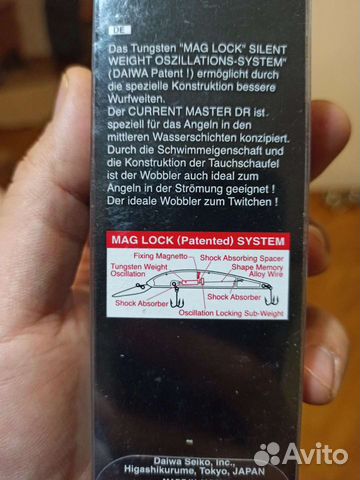 DE
Das Tungsten "MAG LOCK" SILENT
WEIGHT OSZILLATIONS-SYSTEM"
(DAIWA Patent !) ermöglicht durch
die spezielle Konstruktion bessere
Wurfweiten.
Der CURRENT MASTER DR ist
speziell für das Angeln in den
mittleren Wasserschichten konzipiert.
Durch die Schwimmeigenschaft und
die Konstruktion der Tauchschaufel
ist der Wobbler auch ideal zum
Angeln in der Strömung geeignet !
Der ideale Wobbler zum Twitchen !
MAG LOCK (Patented) SYSTEM
Fixing Magnetto
Shock Absorbing Spacer
Tungsten Weight
Oscillation
Shape Memory
Alloy Wire
Shock Absorber
Shock Absorber
Oscillation Locking Sub-Weight
Daiwa Seiko, Inc.,
Higashikurume, Tokyo, JAPAN
Avito